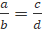 a/b = c/d